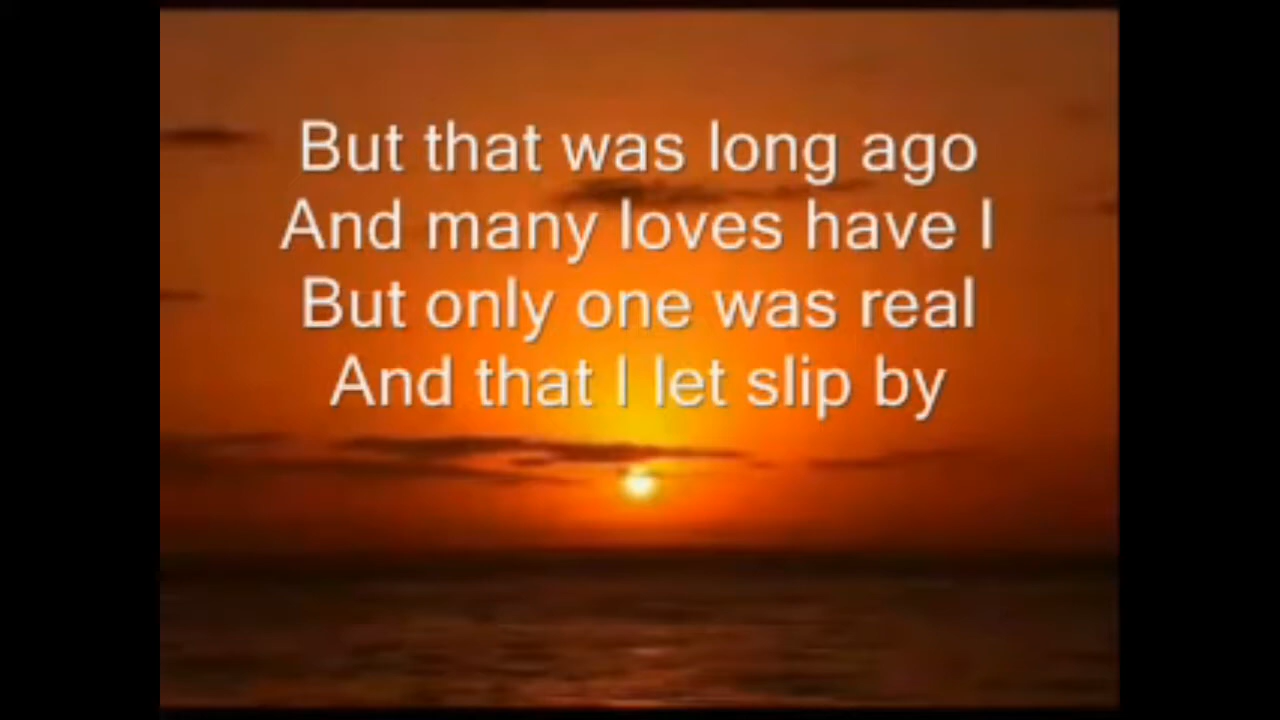 But that was long ago
And many loves have I
But only one was real
And that I let slip by